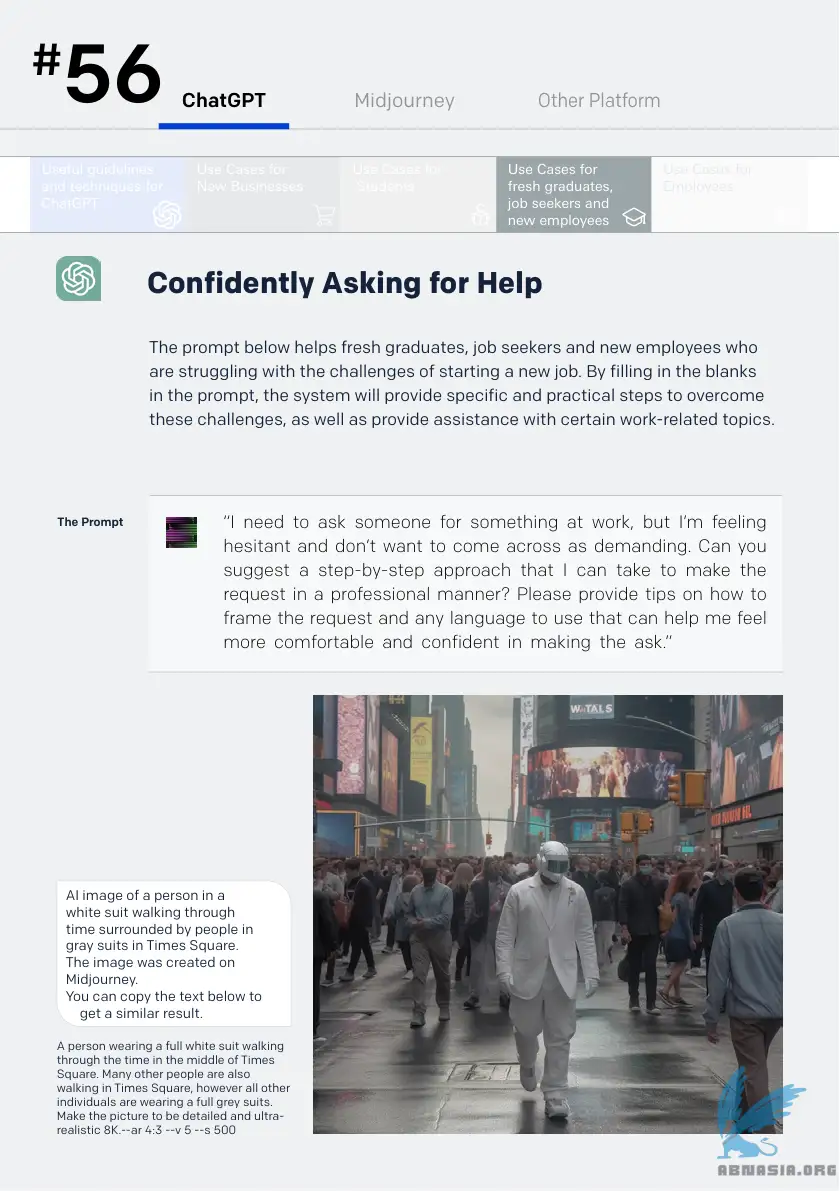 #56
ChatGPT
Midjourney
Other Platform
Useful guidelines
and techniques for
ChatGPT
Use Cases for
New Businesses
Use Cases for
Students
Use Cases for
fresh graduates,
job seekers and
new employees
Use Cases for
Employees
Confidently Asking for Help
The prompt below helps fresh graduates, job seekers and new employees who
are struggling with the challenges of starting a new job. By filling in the blanks
in the prompt, the system will provide specific and practical steps to overcome
these challenges, as well as provide assistance with certain work-related topics.
The Prompt
“I need to ask someone for something at work, but I’m feeling
hesitant and don’t want to come across as demanding. Can you
suggest a step-by-step approach that I can take to make the
request in a professional manner? Please provide tips on how to
frame the request and any language to use that can help me feel
more comfortable and confident in making the ask.”
AI image of a person in a
white suit walking through
time surrounded by people in
gray suits in Times Square.
The image was created on
Midjourney.
You can copy the text below to
get a similar result.
A person wearing a full white suit walking
through the time in the middle of Times
Square. Many other people are also
walking in Times Square, however all other
individuals are wearing a full grey suits.
Make the picture to be detailed and ultra-
realistic 8K.--ar 4:3 --v 5 --s 500
ABNASIA.ORG